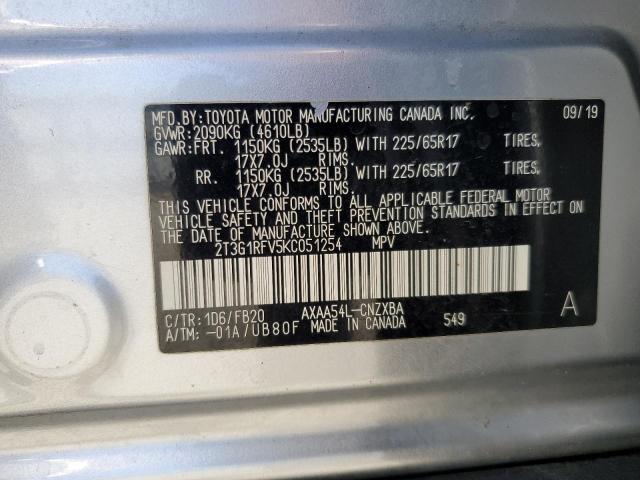 MFD.BY:TOYOTA MOTOR MANUFACTURING CANADA INC. 09/19
GVWR:2090KG (4610LB)
GAWR:FRT. 1150KG (2535LB) WITH 225/65R17 TIRES,
17X7.0J RIMS.
RR. 1150KG (2535LB) WITH 225/65R17 TIRES,
17X7.0J RIMS.
THIS VEHICLE CONFORMS TO ALL APPLICABLE FEDERAL MOTOR
VEHICLE SAFETY AND THEFT PREVENTION STANDARDS IN EFFECT ON
THE DATE OF MANUFACTURE SHOWN ABOVE.
2T3G1RFV5KC051254 MPV
C/TR:1D6/FB20 AXAA54L-CNZXBA A
A/TM: -01A/UB80F MADE IN CANADA 549